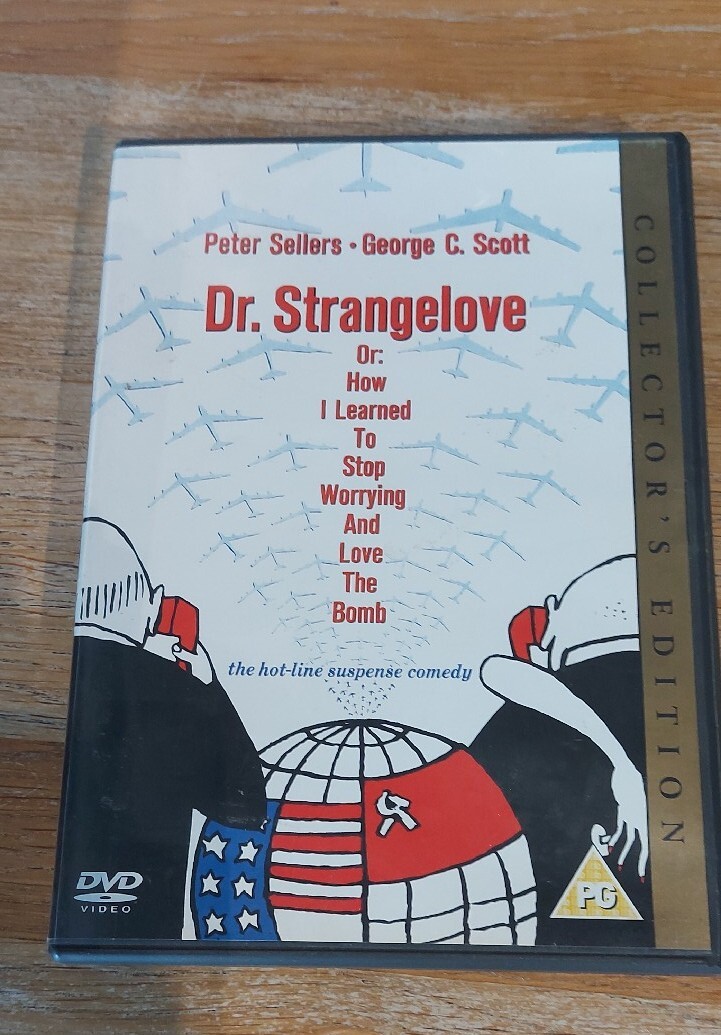 Peter Sellers • George C. Scott
Dr. Strangelove
Or:
How
I Learned
To
Stop
Worrying
And
Love
The
Bomb
the hot-line suspense comedy
COLLECTOR'S EDITION
DVD
VIDEO
PG